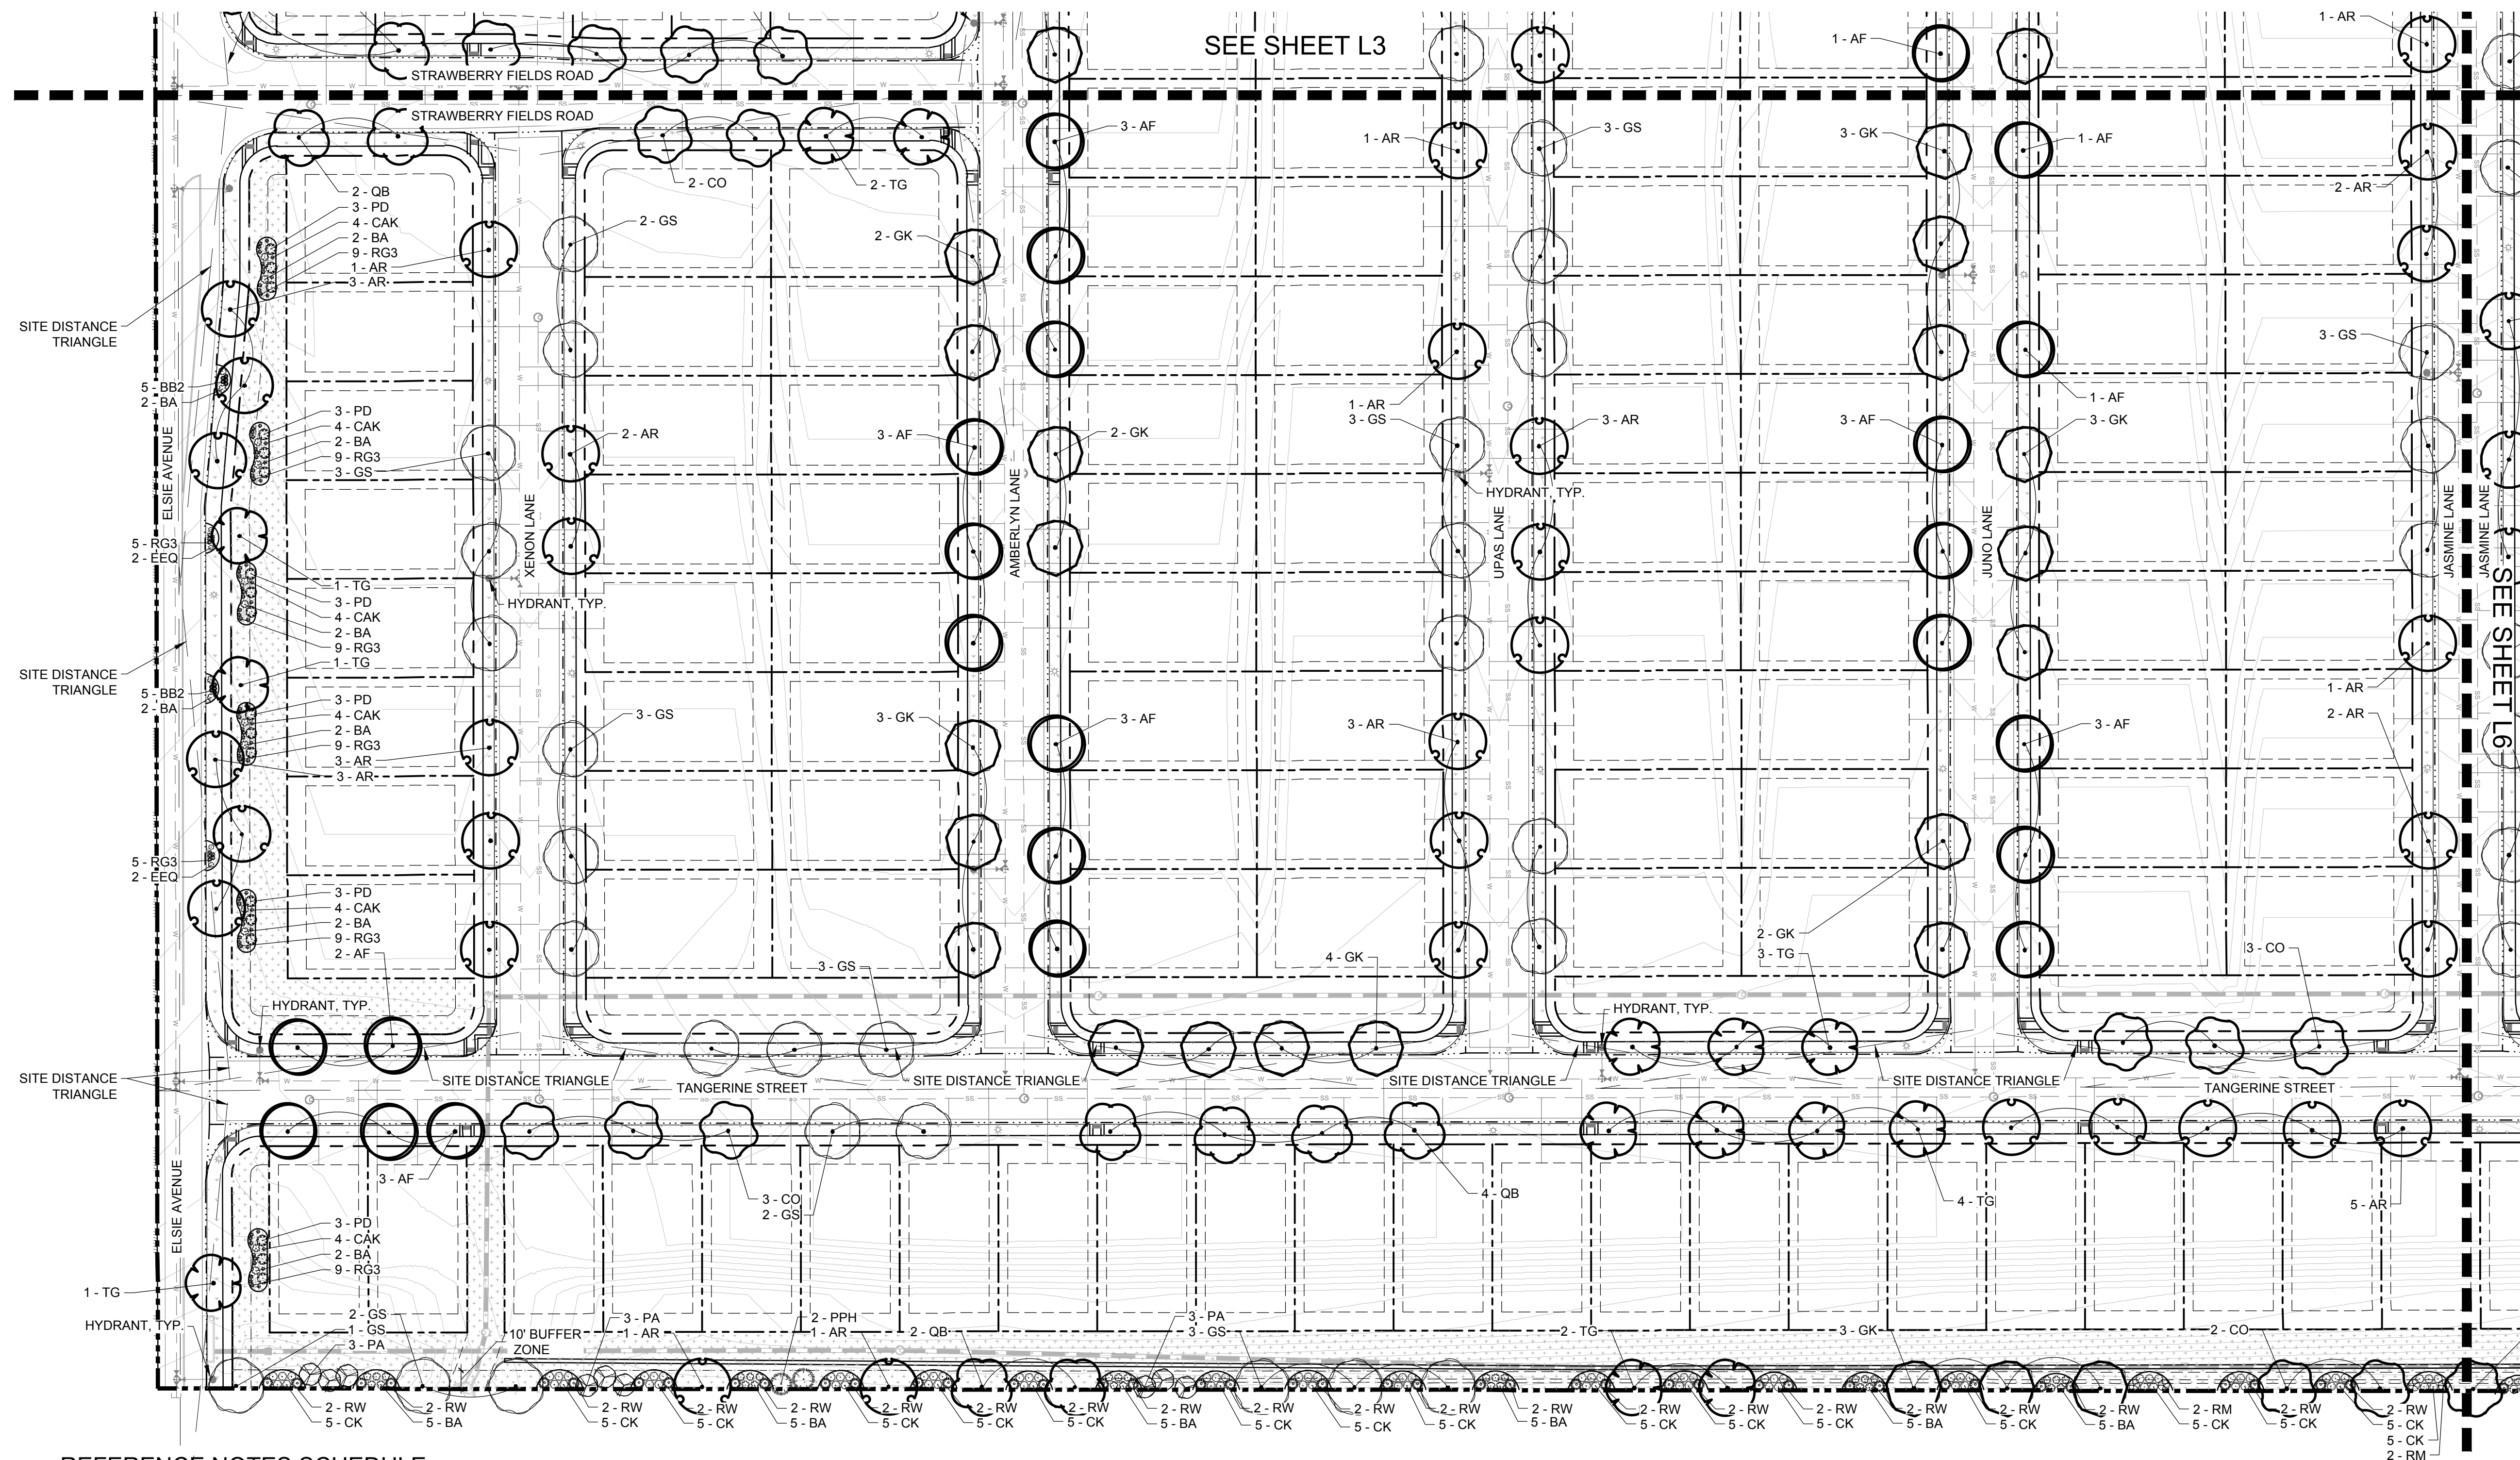 SEE SHEET L3
1 - AR
1 - AF
STRAWBERRY FIELDS ROAD
STRAWBERRY FIELDS ROAD
3 - AF
1 - AR
3 - GS
3 - GK
1 - AF
2 - AR
2 - CO
2 - TG
2 - QB
3 - PD
4 - CAK
2 - BA
9 - RG3
1 - AR
3 - AR
2 - GS
2 - GK
SITE DISTANCE
TRIANGLE
3 - GS
5 - BB2
2 - BA
3 - PD
4 - CAK
2 - BA
9 - RG3
3 - GS
2 - AR
3 - AF
2 - GK
1 - AR
3 - GS
3 - AR
3 - AF
1 - AF
3 - GK
ELSIE AVENUE
XENON LANE
AMBERLYN LANE
UPAS LANE
JUNO LANE
JASMINE LANE
JASMINE LANE
SEE SHEET L6
HYDRANT, TYP.
5 - RG3
2 - EEQ
1 - TG
3 - PD
4 - CAK
2 - BA
9 - RG3
1 - TG
HYDRANT, TYP.
SITE DISTANCE
TRIANGLE
5 - BB2
2 - BA
3 - PD
4 - CAK
2 - BA
9 - RG3
3 - AR
3 - AR
3 - GS
3 - GK
3 - AF
3 - AR
3 - AF
1 - AR
2 - AR
5 - RG3
2 - EEQ
3 - PD
4 - CAK
2 - BA
9 - RG3
2 - AF
3 - GS
4 - GK
2 - GK
3 - TG
3 - CO
HYDRANT, TYP.
HYDRANT, TYP.
SITE DISTANCE
TRIANGLE
SITE DISTANCE TRIANGLE
TANGERINE STREET
SITE DISTANCE TRIANGLE
SITE DISTANCE TRIANGLE
SITE DISTANCE TRIANGLE
TANGERINE STREET
ELSIE AVENUE
3 - AF
3 - CO
2 - GS
4 - QB
4 - TG
5 - AR
3 - PD
4 - CAK
2 - BA
9 - RG3
1 - TG
HYDRANT, TYP.
2 - GS
1 - GS
3 - PA
10' BUFFER
ZONE
3 - PA
1 - AR
2 - PPH
1 - AR
2 - QB
3 - PA
3 - GS
2 - TG
3 - GK
2 - CO
2 - RW
5 - CK
2 - RW
5 - BA
2 - RW
5 - CK
2 - RW
5 - CK
2 - RW
5 - BA
2 - RW
5 - CK
2 - RW
5 - CK
2 - RW
5 - CK
2 - RW
5 - BA
2 - RW
5 - CK
2 - RW
5 - CK
2 - RW
5 - CK
2 - RW
5 - BA
2 - RW
5 - CK
2 - RW
5 - CK
2 - RW
5 - CK
2 - RW
5 - BA
2 - RW
5 - CK
2 - RW
5 - BA
2 - RM
5 - CK
2 - RW
5 - CK
2 - RW
5 - CK
5 - CK
2 - RM
REFERENCE NOTES SCHEDULE